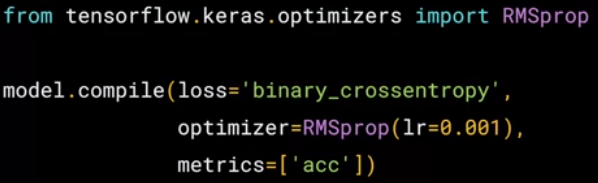 from tensorflow.keras.optimizers import RMSprop
model.compile(loss='binary_crossentropy',
optimizer=RMSprop(lr=0.001),
metrics=['acc'])